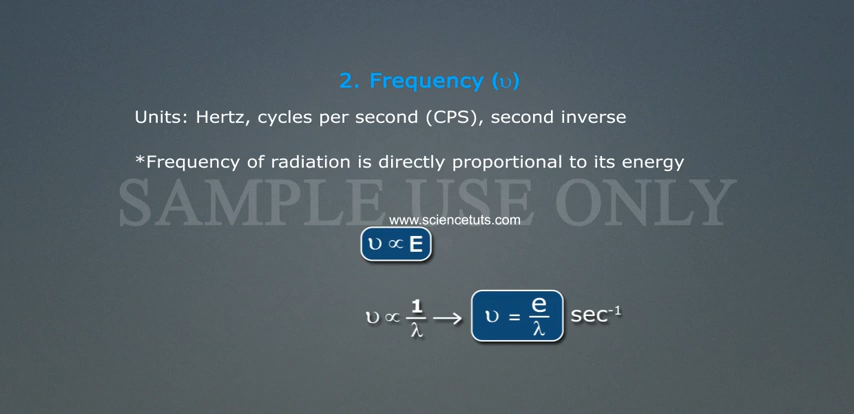 2. Frequency (υ)
Units: Hertz, cycles per second (CPS), second inverse
*Frequency of radiation is directly proportional to its energy
SAMPLE USE ONLY
www.sciencetuts.com
υ ∝ E
υ ∝ 1/λ → υ = e/λ sec⁻¹